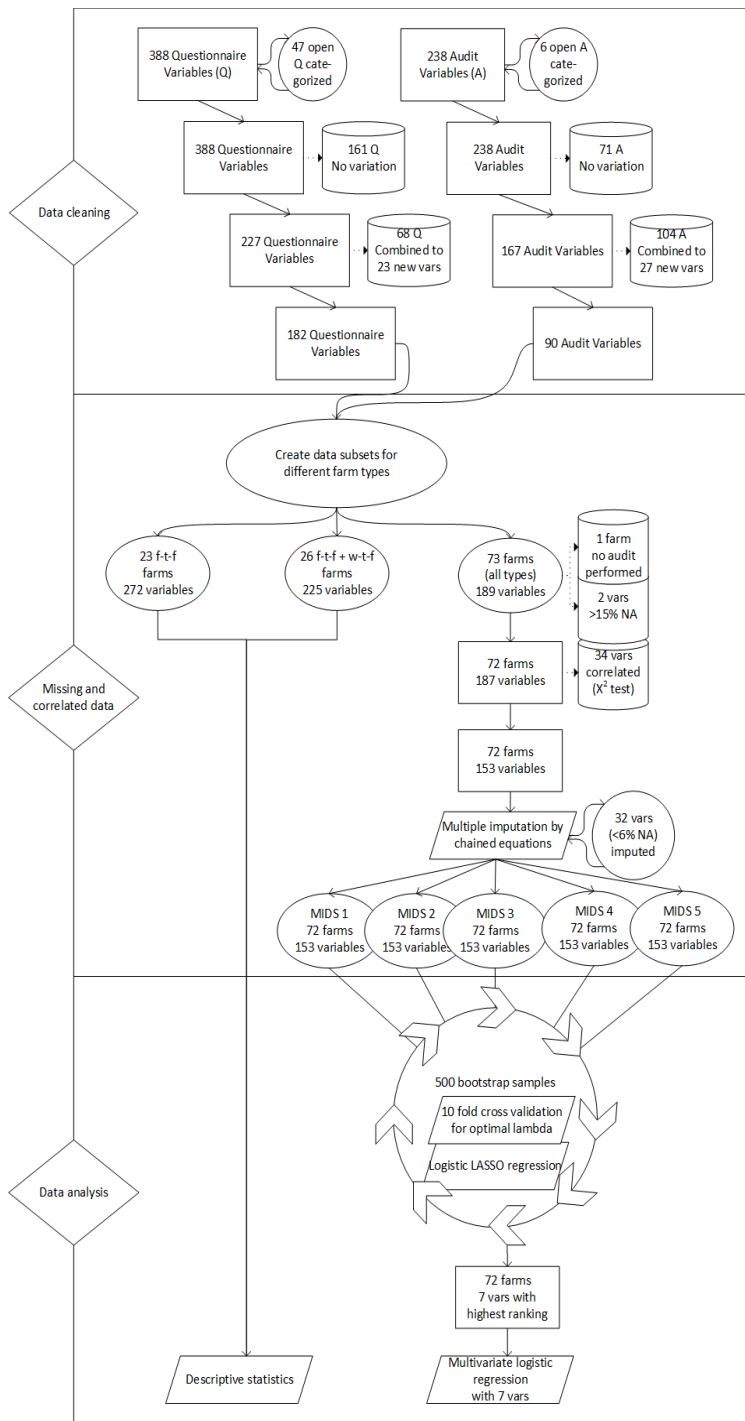 388 Questionnaire
Variables (Q)
47 open
Q cate-
gorized
238 Audit
Variables (A)
6 open A
cate-
gorized
388 Questionnaire
Variables
161 Q
No variation
238 Audit
Variables
71 A
No variation
Data cleaning
227 Questionnaire
Variables
68 Q
Combined to
23 new vars
167 Audit Variables
104 A
Combined to
27 new vars
182 Questionnaire
Variables
90 Audit Variables
Create data subsets for
different farm types
23 f-t-f
farms
272 variables
26 f-t-f + w-t-f
farms
225 variables
73 farms
(all types)
189 variables
1 farm
no audit
performed
2 vars
>15% NA
Missing and
correlated data
72 farms
187 variables
34 vars
correlated
(X² test)
72 farms
153 variables
Multiple imputation by
chained equations
32 vars
(<6% NA)
imputed
MIDS 1
72 farms
153 variables
MIDS 2
72 farms
153 variables
MIDS 3
72 farms
153 variables
MIDS 4
72 farms
153 variables
MIDS 5
72 farms
153 variables
500 bootstrap samples
10 fold cross validation
for optimal lambda
Logistic LASSO regression
Data analysis
72 farms
7 vars with
highest ranking
Descriptive statistics
Multivariate logistic
regression
with 7 vars